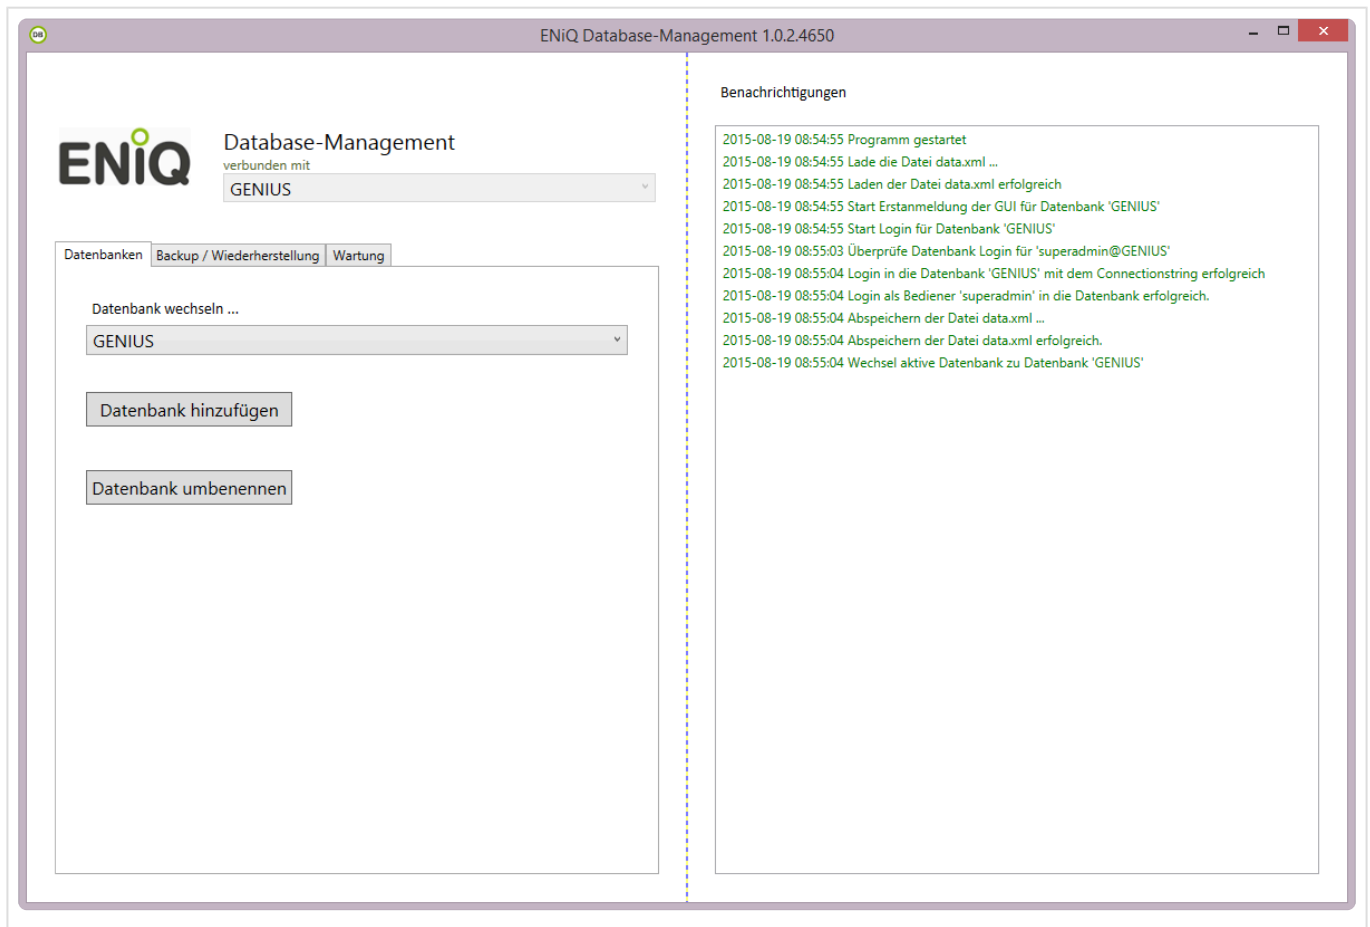 DB
ENiQ Database-Management 1.0.2.4650
ENiQ
Database-Management
verbunden mit
GENIUS
Datenbanken
Backup / Wiederherstellung
Wartung
Datenbank wechseln ...
GENIUS
Datenbank hinzufügen
Datenbank umbenennen
Benachrichtigungen
2015-08-19 08:54:55 Programm gestartet
2015-08-19 08:54:55 Lade die Datei data.xml ...
2015-08-19 08:54:55 Laden der Datei data.xml erfolgreich
2015-08-19 08:54:55 Start Erstanmeldung der GUI für Datenbank 'GENIUS'
2015-08-19 08:54:55 Start Login für Datenbank 'GENIUS'
2015-08-19 08:55:03 Überprüfe Datenbank Login für 'superadmin@GENIUS'
2015-08-19 08:55:04 Login in die Datenbank 'GENIUS' mit dem Connectionstring erfolgreich
2015-08-19 08:55:04 Login als Bediener 'superadmin' in die Datenbank erfolgreich.
2015-08-19 08:55:04 Abspeichern der Datei data.xml ...
2015-08-19 08:55:04 Abspeichern der Datei data.xml erfolgreich.
2015-08-19 08:55:04 Wechsel aktive Datenbank zu Datenbank 'GENIUS'